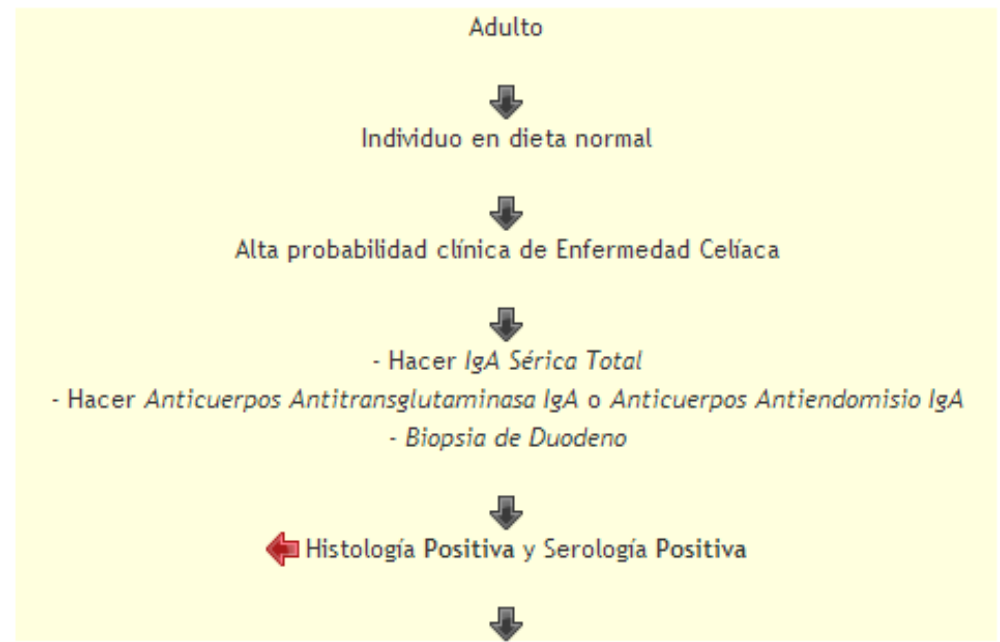 Adulto
Individuo en dieta normal
Alta probabilidad clínica de Enfermedad Celíaca
- Hacer IgA Sérica Total
- Hacer Anticuerpos Antitransglutaminasa IgA o Anticuerpos Antiendomisio IgA
- Biopsia de Duodeno
Histología Positiva y Serología Positiva